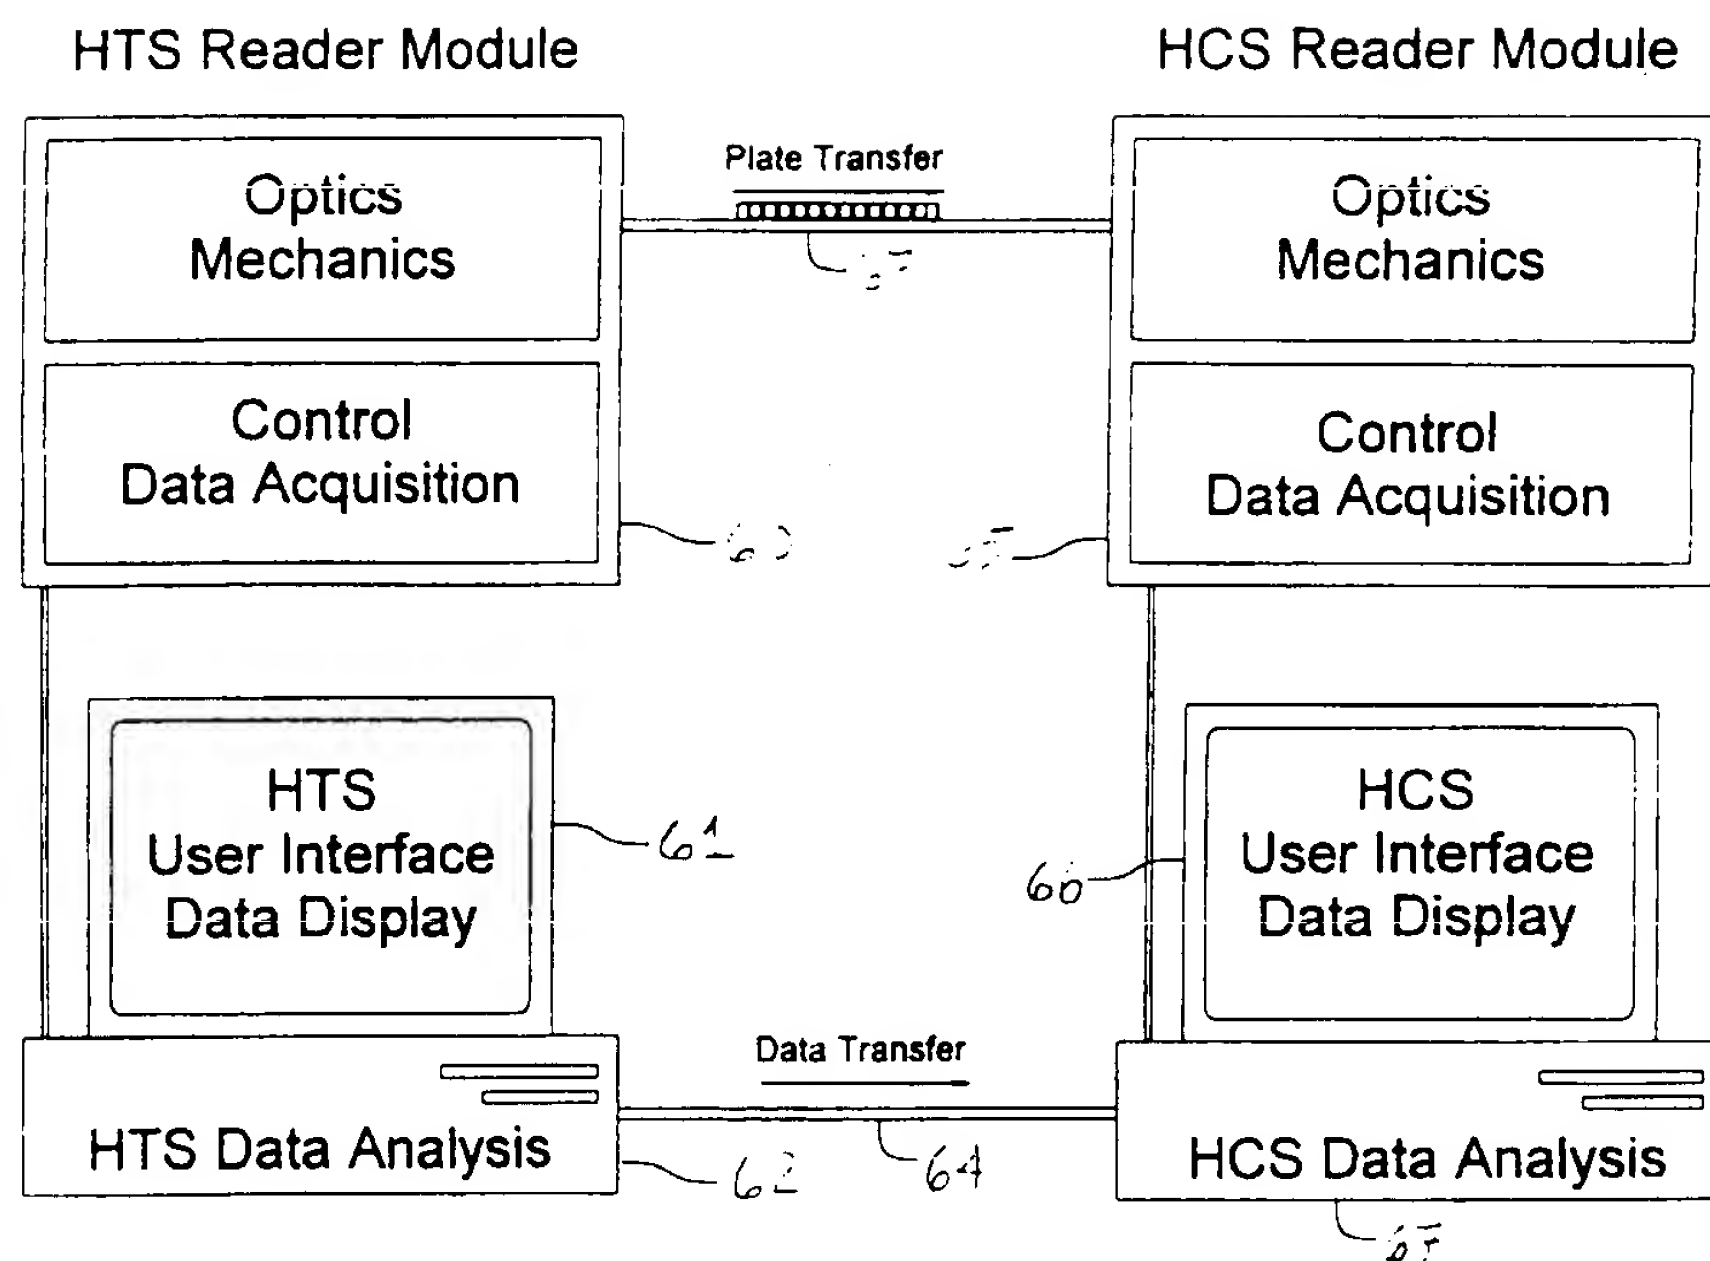 HTS Reader Module
HCS Reader Module
Plate Transfer
Optics
Mechanics
Optics
Mechanics
Control
Data Acquisition
Control
Data Acquisition
HTS
User Interface
Data Display
61
60
HCS
User Interface
Data Display
Data Transfer
HTS Data Analysis
62
64
HCS Data Analysis